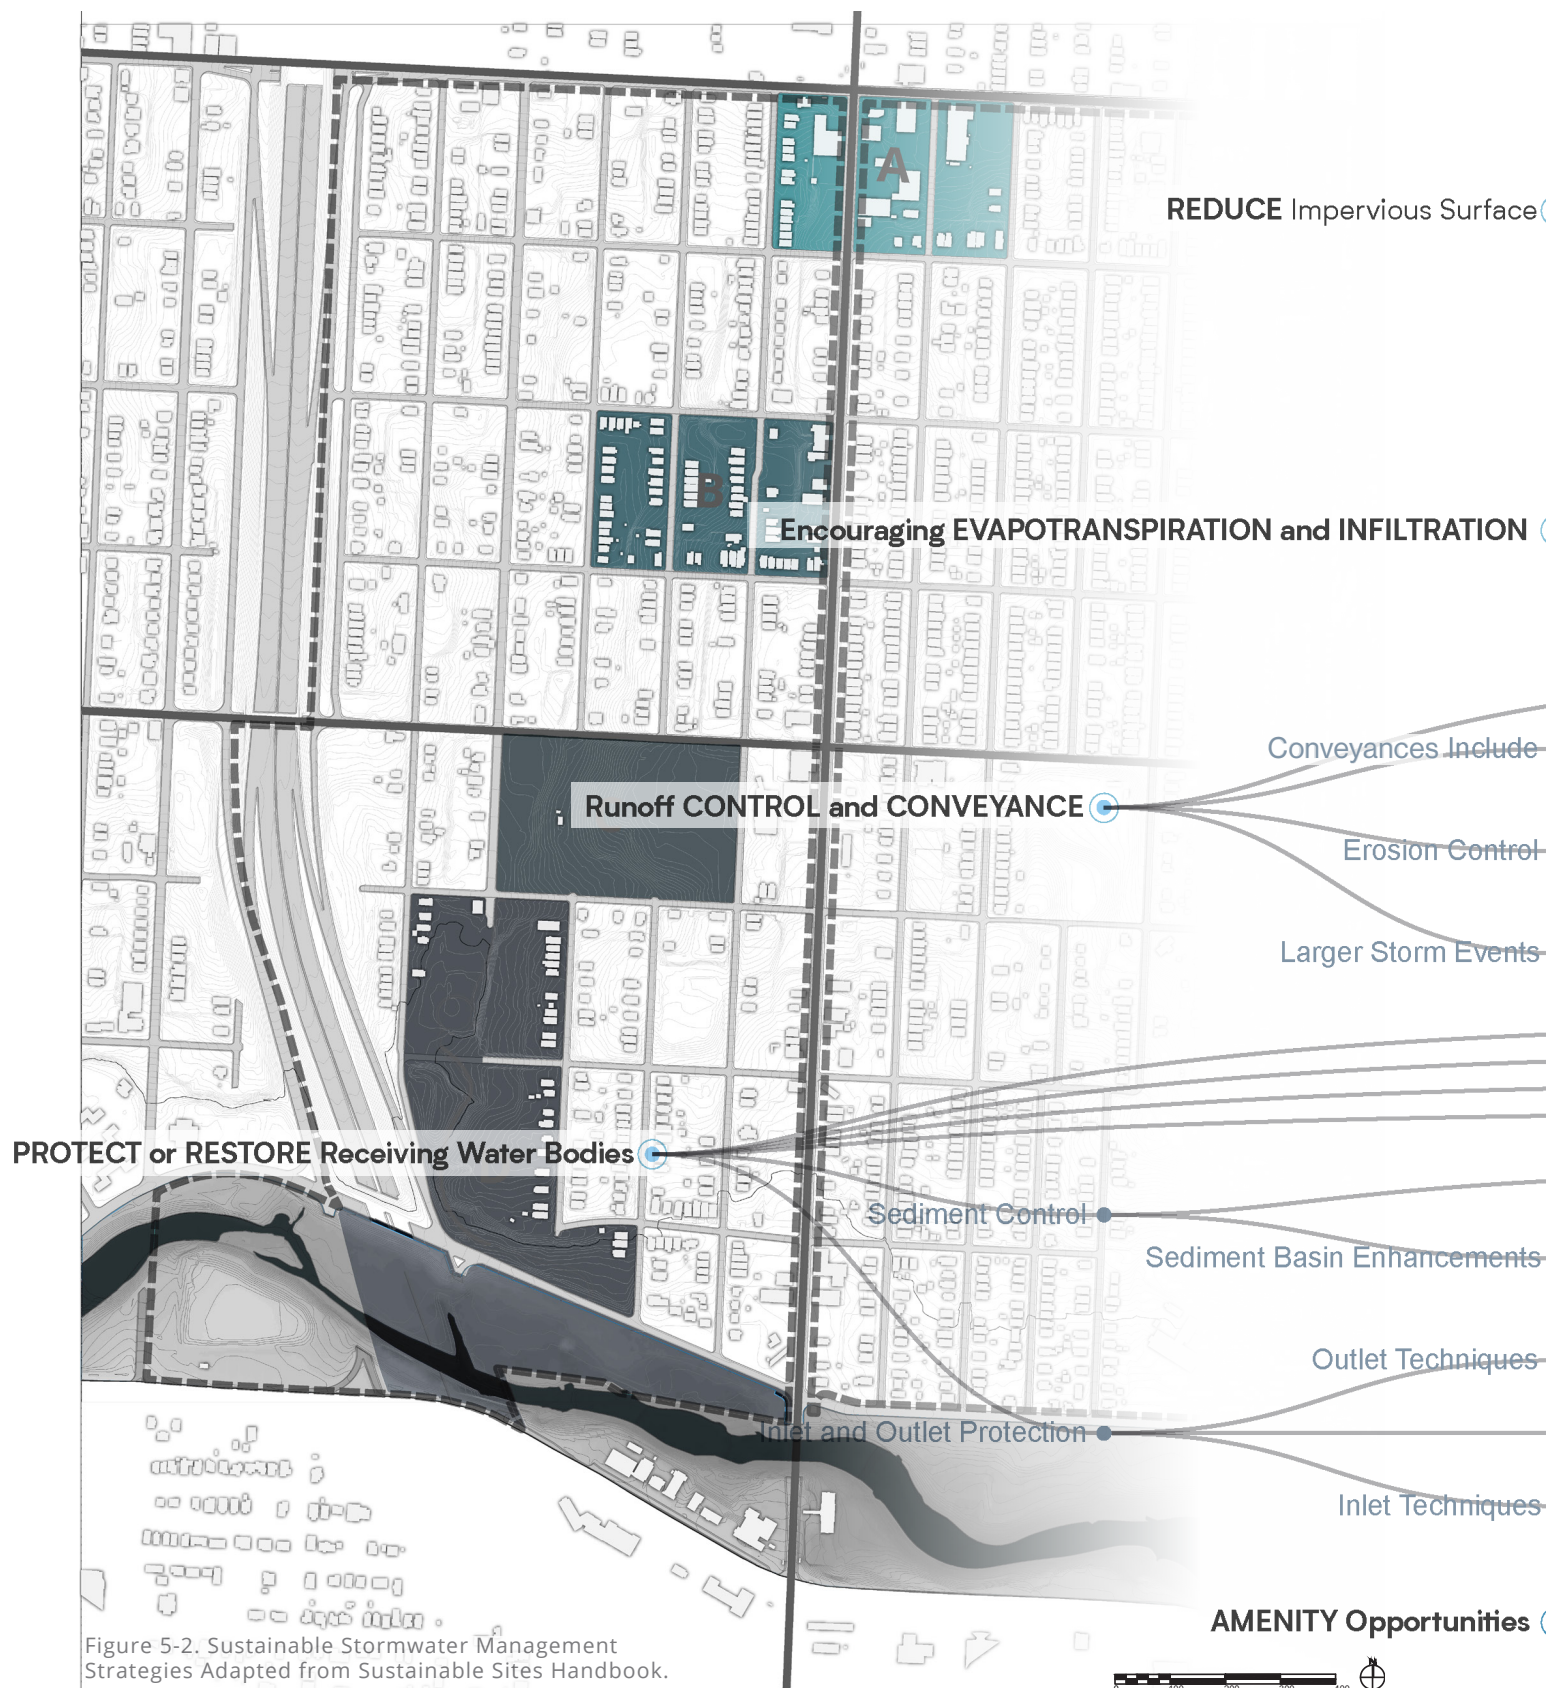 A
REDUCE Impervious Surface
B
Encouraging EVAPOTRANSPIRATION and INFILTRATION
Conveyances Include
Runoff CONTROL and CONVEYANCE
Erosion Control
Larger Storm Events
PROTECT or RESTORE Receiving Water Bodies
Sediment Control
Sediment Basin Enhancements
Outlet Techniques
Inlet and Outlet Protection
Inlet Techniques
AMENITY Opportunities
Figure 5-2. Sustainable Stormwater Management
Strategies Adapted from Sustainable Sites Handbook.
N